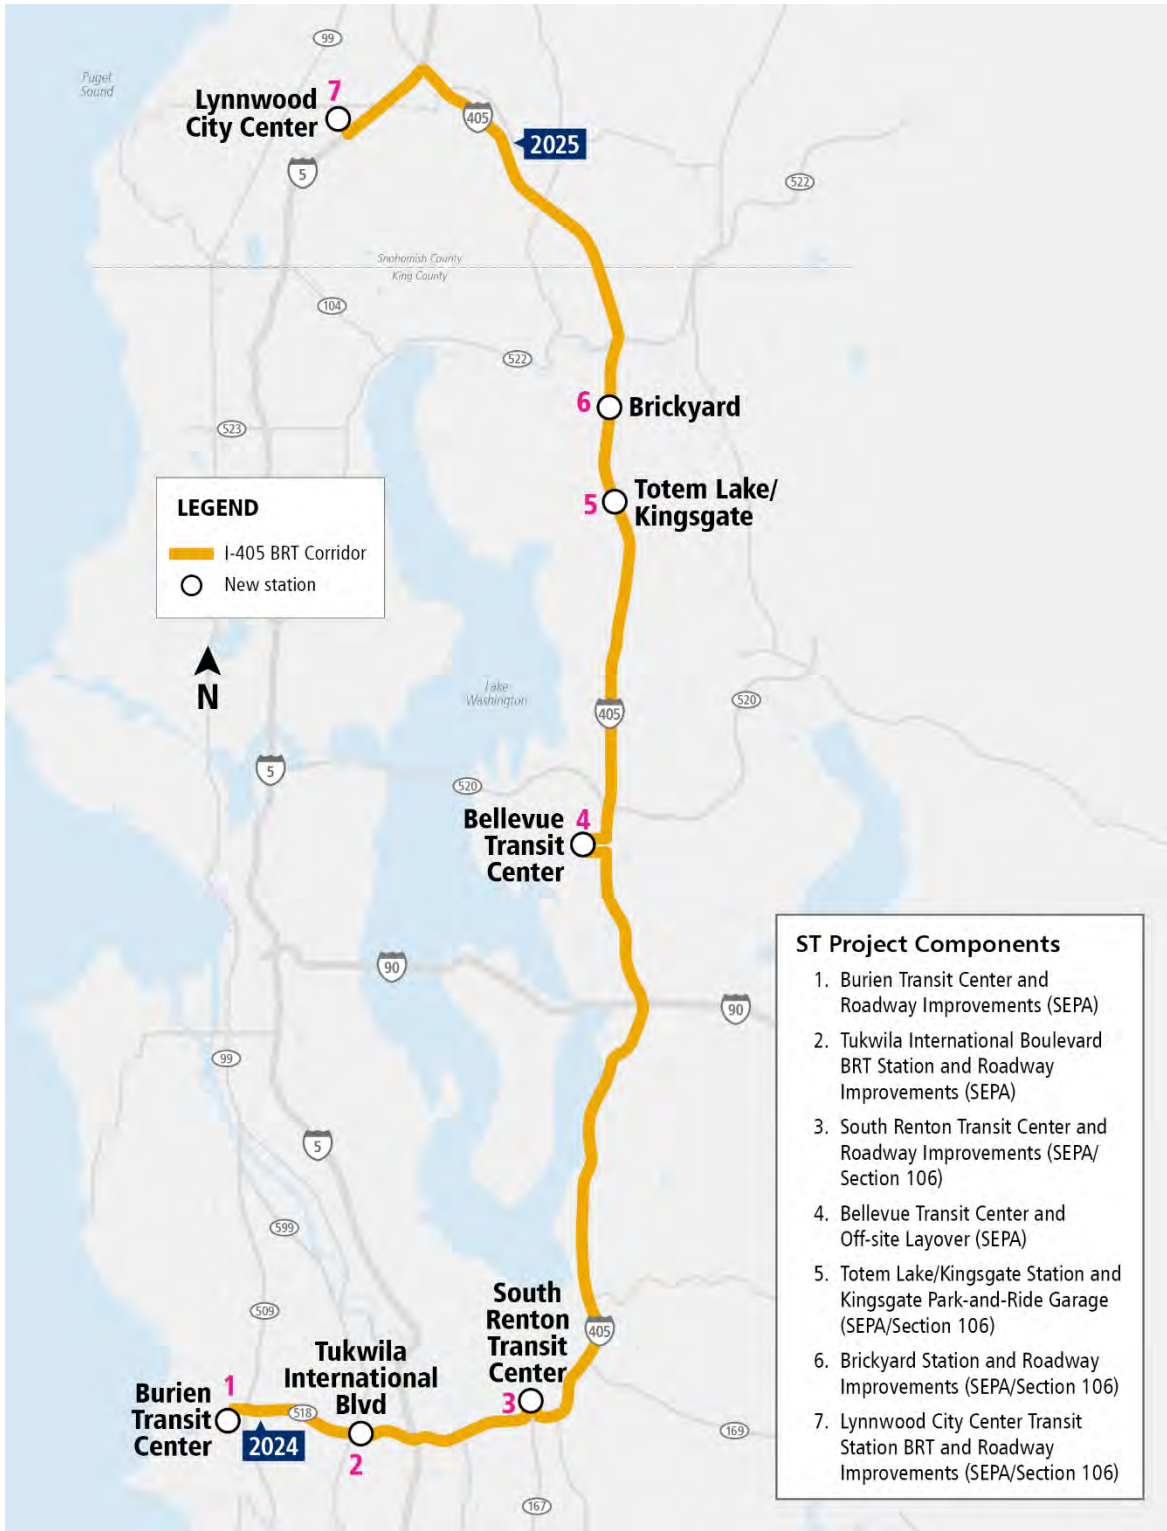 99
Puget
Sound
7
Lynnwood
City Center
405
2025
5
522
Snohomish County
King County
104
522
6
Brickyard
523
Totem Lake/
Kingsgate
5
LEGEND
I-405 BRT Corridor
New station
N
Lake
Washington
405
520
5
520
Bellevue
Transit
Center
4
90
90
ST Project Components
1. Burien Transit Center and
Roadway Improvements (SEPA)
2. Tukwila International Boulevard
BRT Station and Roadway
Improvements (SEPA)
3. South Renton Transit Center and
Roadway Improvements (SEPA/
Section 106)
4. Bellevue Transit Center and
Off-site Layover (SEPA)
5. Totem Lake/Kingsgate Station and
Kingsgate Park-and-Ride Garage
(SEPA/Section 106)
6. Brickyard Station and Roadway
Improvements (SEPA/Section 106)
7. Lynnwood City Center Transit
Station BRT and Roadway
Improvements (SEPA/Section 106)
99
5
599
509
South
Renton
Transit
Center
3
405
Tukwila
International
Blvd
2
Burien
Transit
Center
1
518
2024
169
167